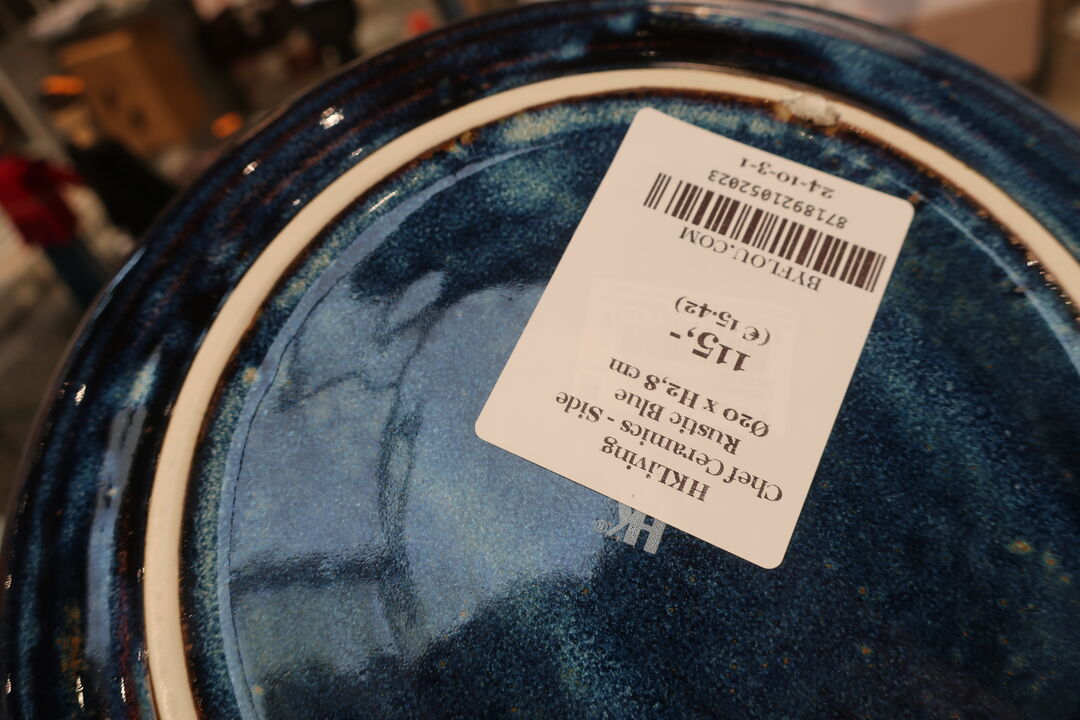 HKLiving
Chef Ceramics - Side
Rustic Blue
Ø20 x H2,8 cm
115,-
(€ 15.42)
BYFLOU.COM
8718921052023
24-10-3-1
HK®